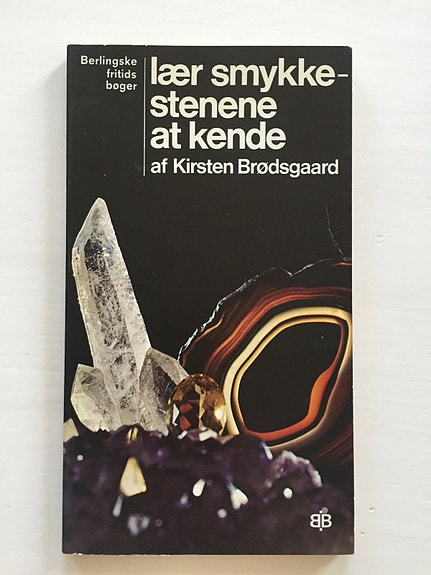 Berlingske
fritids
bøger
lær smykke-
stenene
at kende
af Kirsten Brødsgaard
BB